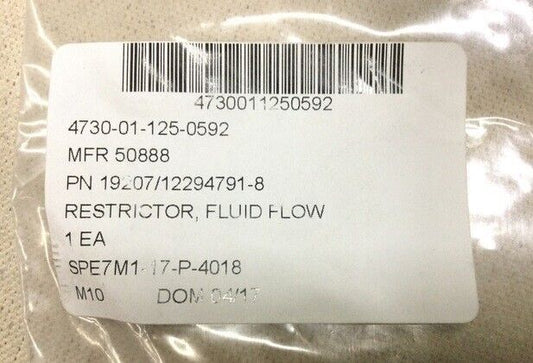 4730011250592
4730-01-125-0592
MFR 50888
PN 19207/12294791-8
RESTRICTOR, FLUID FLOW
1 EA
SPE7M1-17-P-4018
M10 DOM 04/17